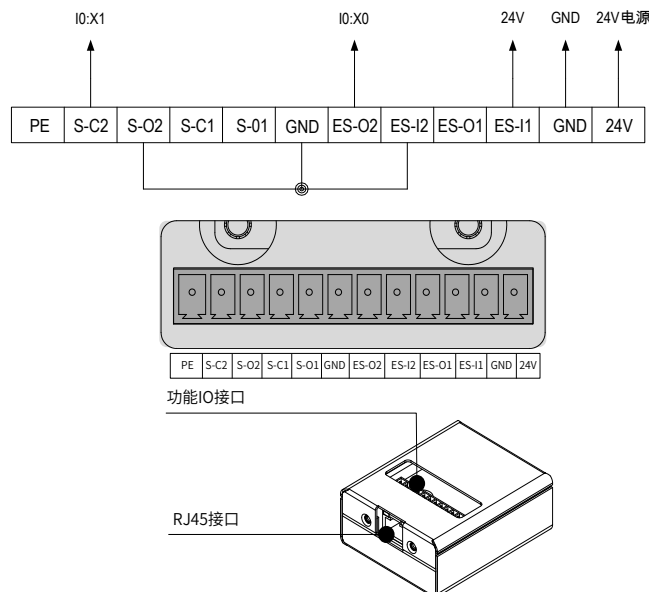 I0:X1 I0:X0 24V GND 24V电源
PE S-C2 S-O2 S-C1 S-01 GND ES-O2 ES-I2 ES-O1 ES-I1 GND 24V
PE S-C2 S-O2 S-C1 S-O1 GND ES-O2 ES-I2 ES-O1 ES-I1 GND 24V
功能IO接口
RJ45接口